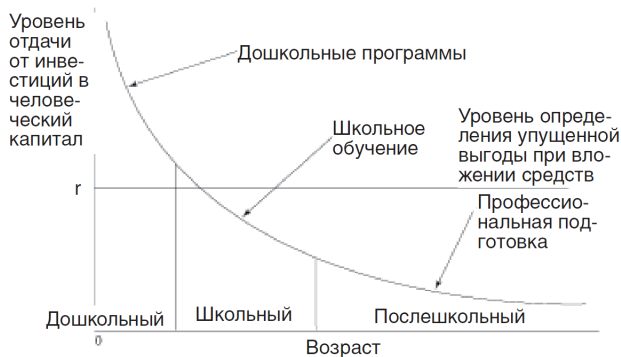 Уровень
отдачи
от инве-
стиций в
челове-
ческий
капитал
Дошкольные программы
Школьное
обучение
Уровень опреде-
ления упущенной
выгоды при вло-
жении средств
r
Профессио-
нальная под-
готовка
Дошкольный
Школьный
Послешкольный
0
Возраст